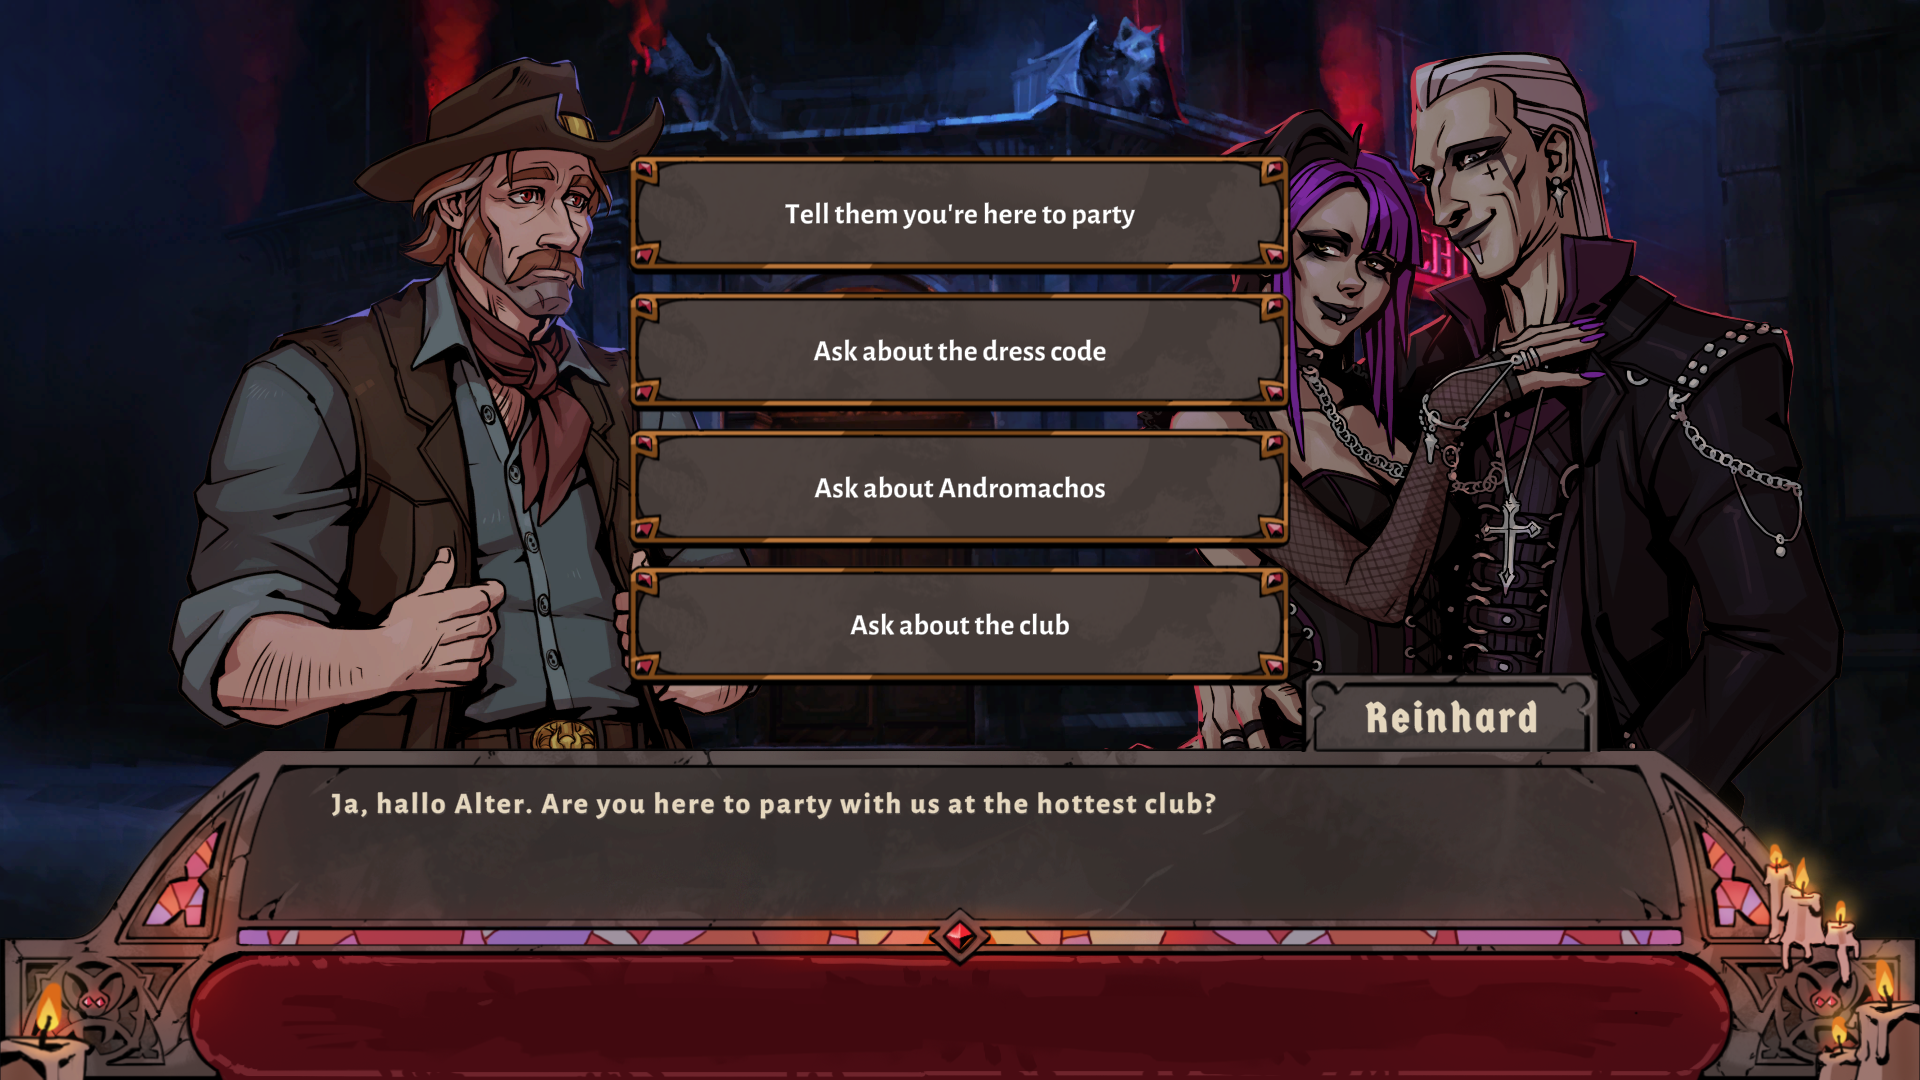 Tell them you're here to party
Ask about the dress code
Ask about Andromachos
Ask about the club
Reinhard
Ja, hallo Alter. Are you here to party with us at the hottest club?